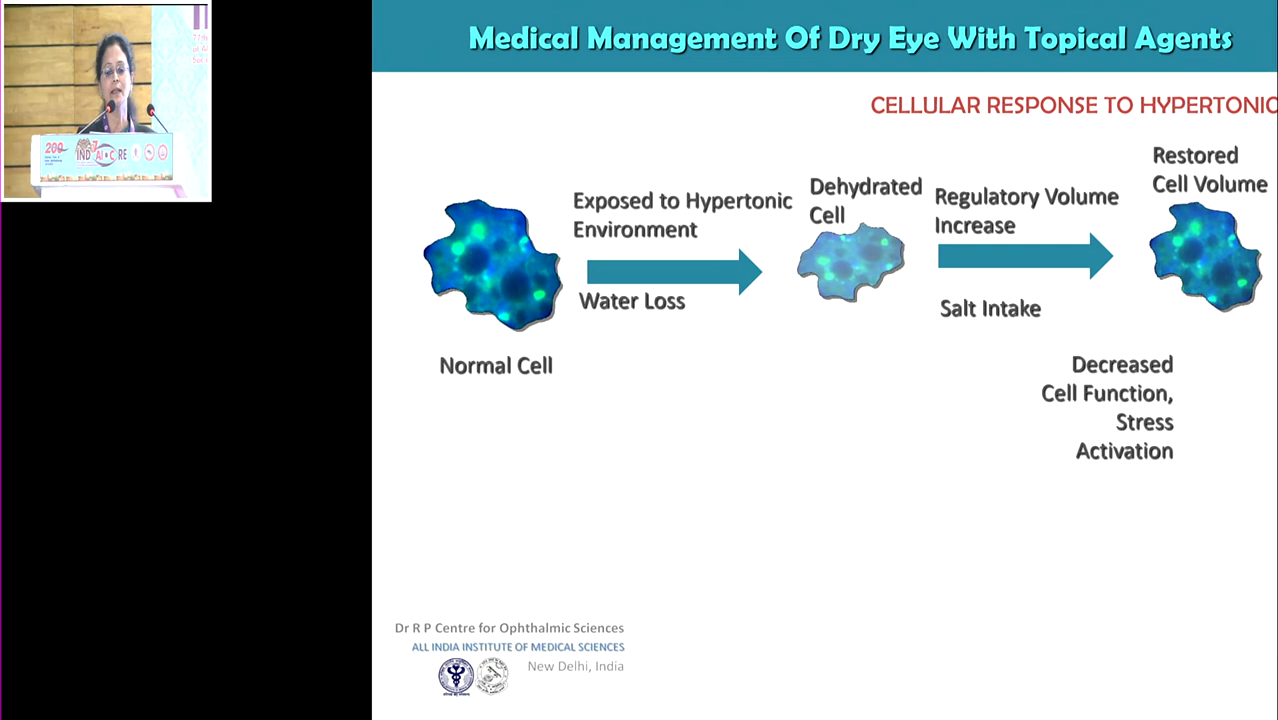 Medical Management Of Dry Eye With Topical Agents
CELLULAR RESPONSE TO HYPERTONIC
Restored
Cell Volume
Exposed to Hypertonic
Environment
Dehydrated
Cell
Regulatory Volume
Increase
Water Loss
Salt Intake
Normal Cell
Decreased
Cell Function,
Stress
Activation
Dr R P Centre for Ophthalmic Sciences
ALL INDIA INSTITUTE OF MEDICAL SCIENCES
New Delhi, India